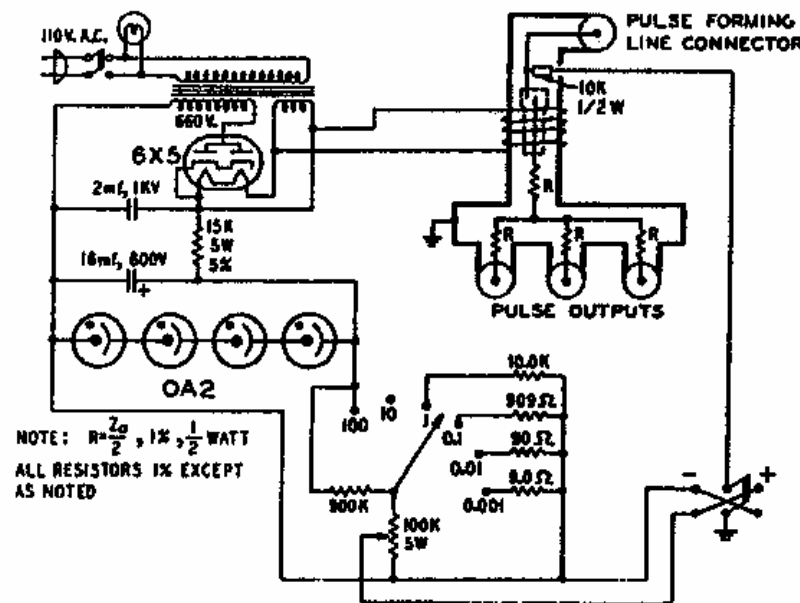 110 V. A.C.
PULSE FORMING
LINE CONNECTOR
10K
1/2 W
660V.
6X5
2mf, 1KV
R
15K
5W
5%
16mf, 600V
+
R
R
R
PULSE OUTPUTS
OA2
10.0K
100
10
1
909Ω
0.1
90Ω
0.01
9.0Ω
0.001
NOTE: R=Zo/2, 1%, 1/2 WATT
ALL RESISTORS 1% EXCEPT
AS NOTED
900K
100K
5W
-
+